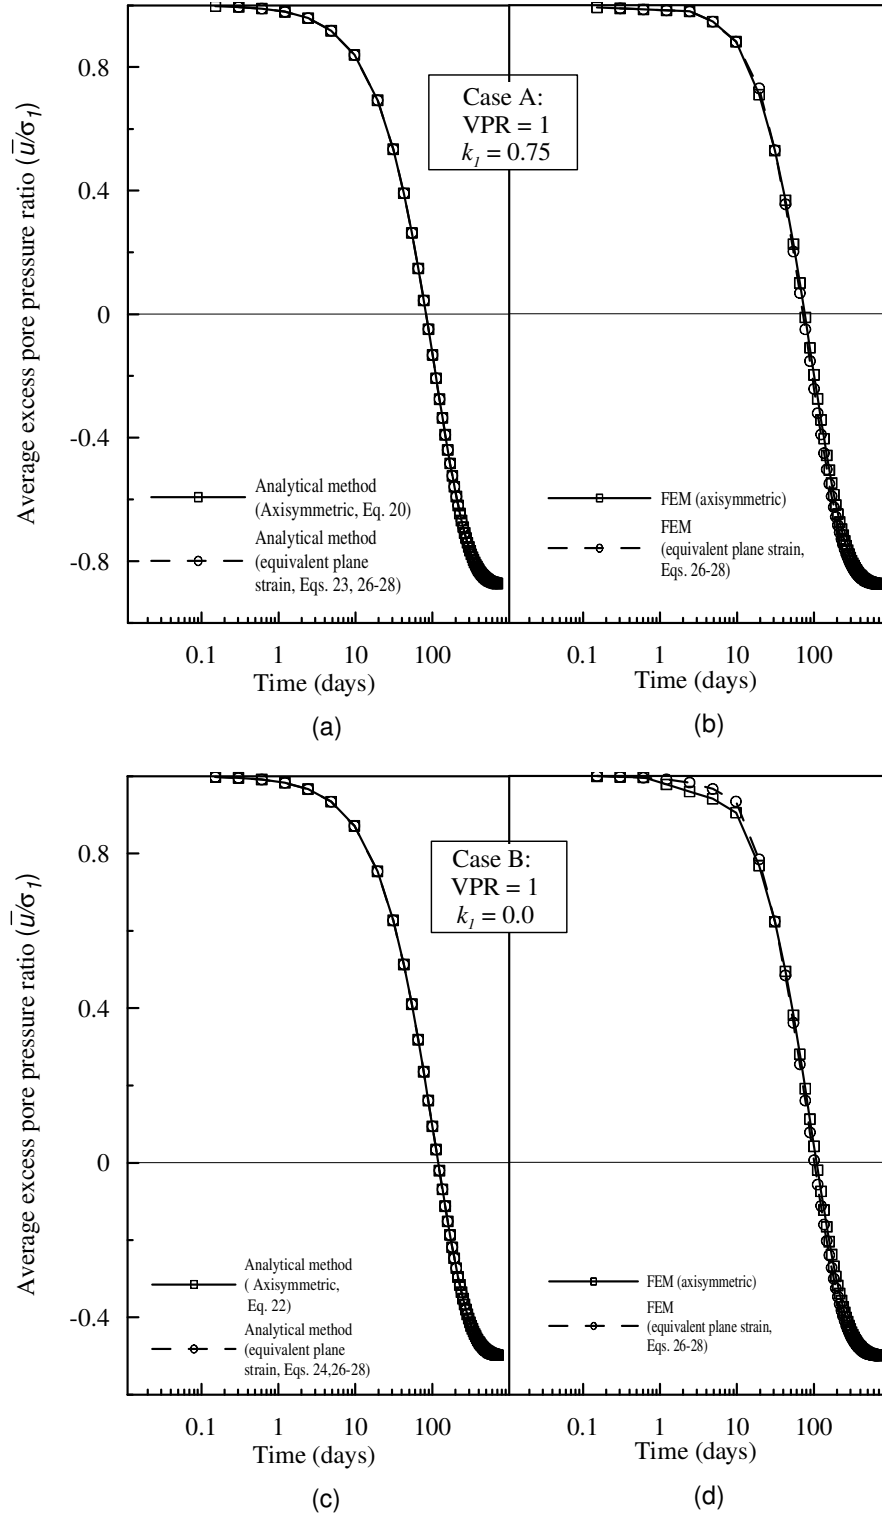 Average excess pore pressure ratio (u̅/σ1)
0.8
0.4
0
-0.4
-0.8
Case A:
VPR = 1
k1 = 0.75
Analytical method
(Axisymmetric, Eq. 20)
Analytical method
(equivalent plane
strain, Eqs. 23, 26-28)
FEM (axisymmetric)
FEM
(equivalent plane strain,
Eqs. 26-28)
0.1 1 10 100
Time (days)
(a)
0.1 1 10 100
Time (days)
(b)
Average excess pore pressure ratio (u̅/σ1)
0.8
0.4
0
-0.4
Case B:
VPR = 1
k1 = 0.0
Analytical method
( Axisymmetric,
Eq. 22)
Analytical method
(equivalent plane
strain, Eqs. 24,26-28)
FEM (axisymmetric)
FEM
(equivalent plane strain,
Eqs. 26-28)
0.1 1 10 100
Time (days)
(c)
0.1 1 10 100
Time (days)
(d)